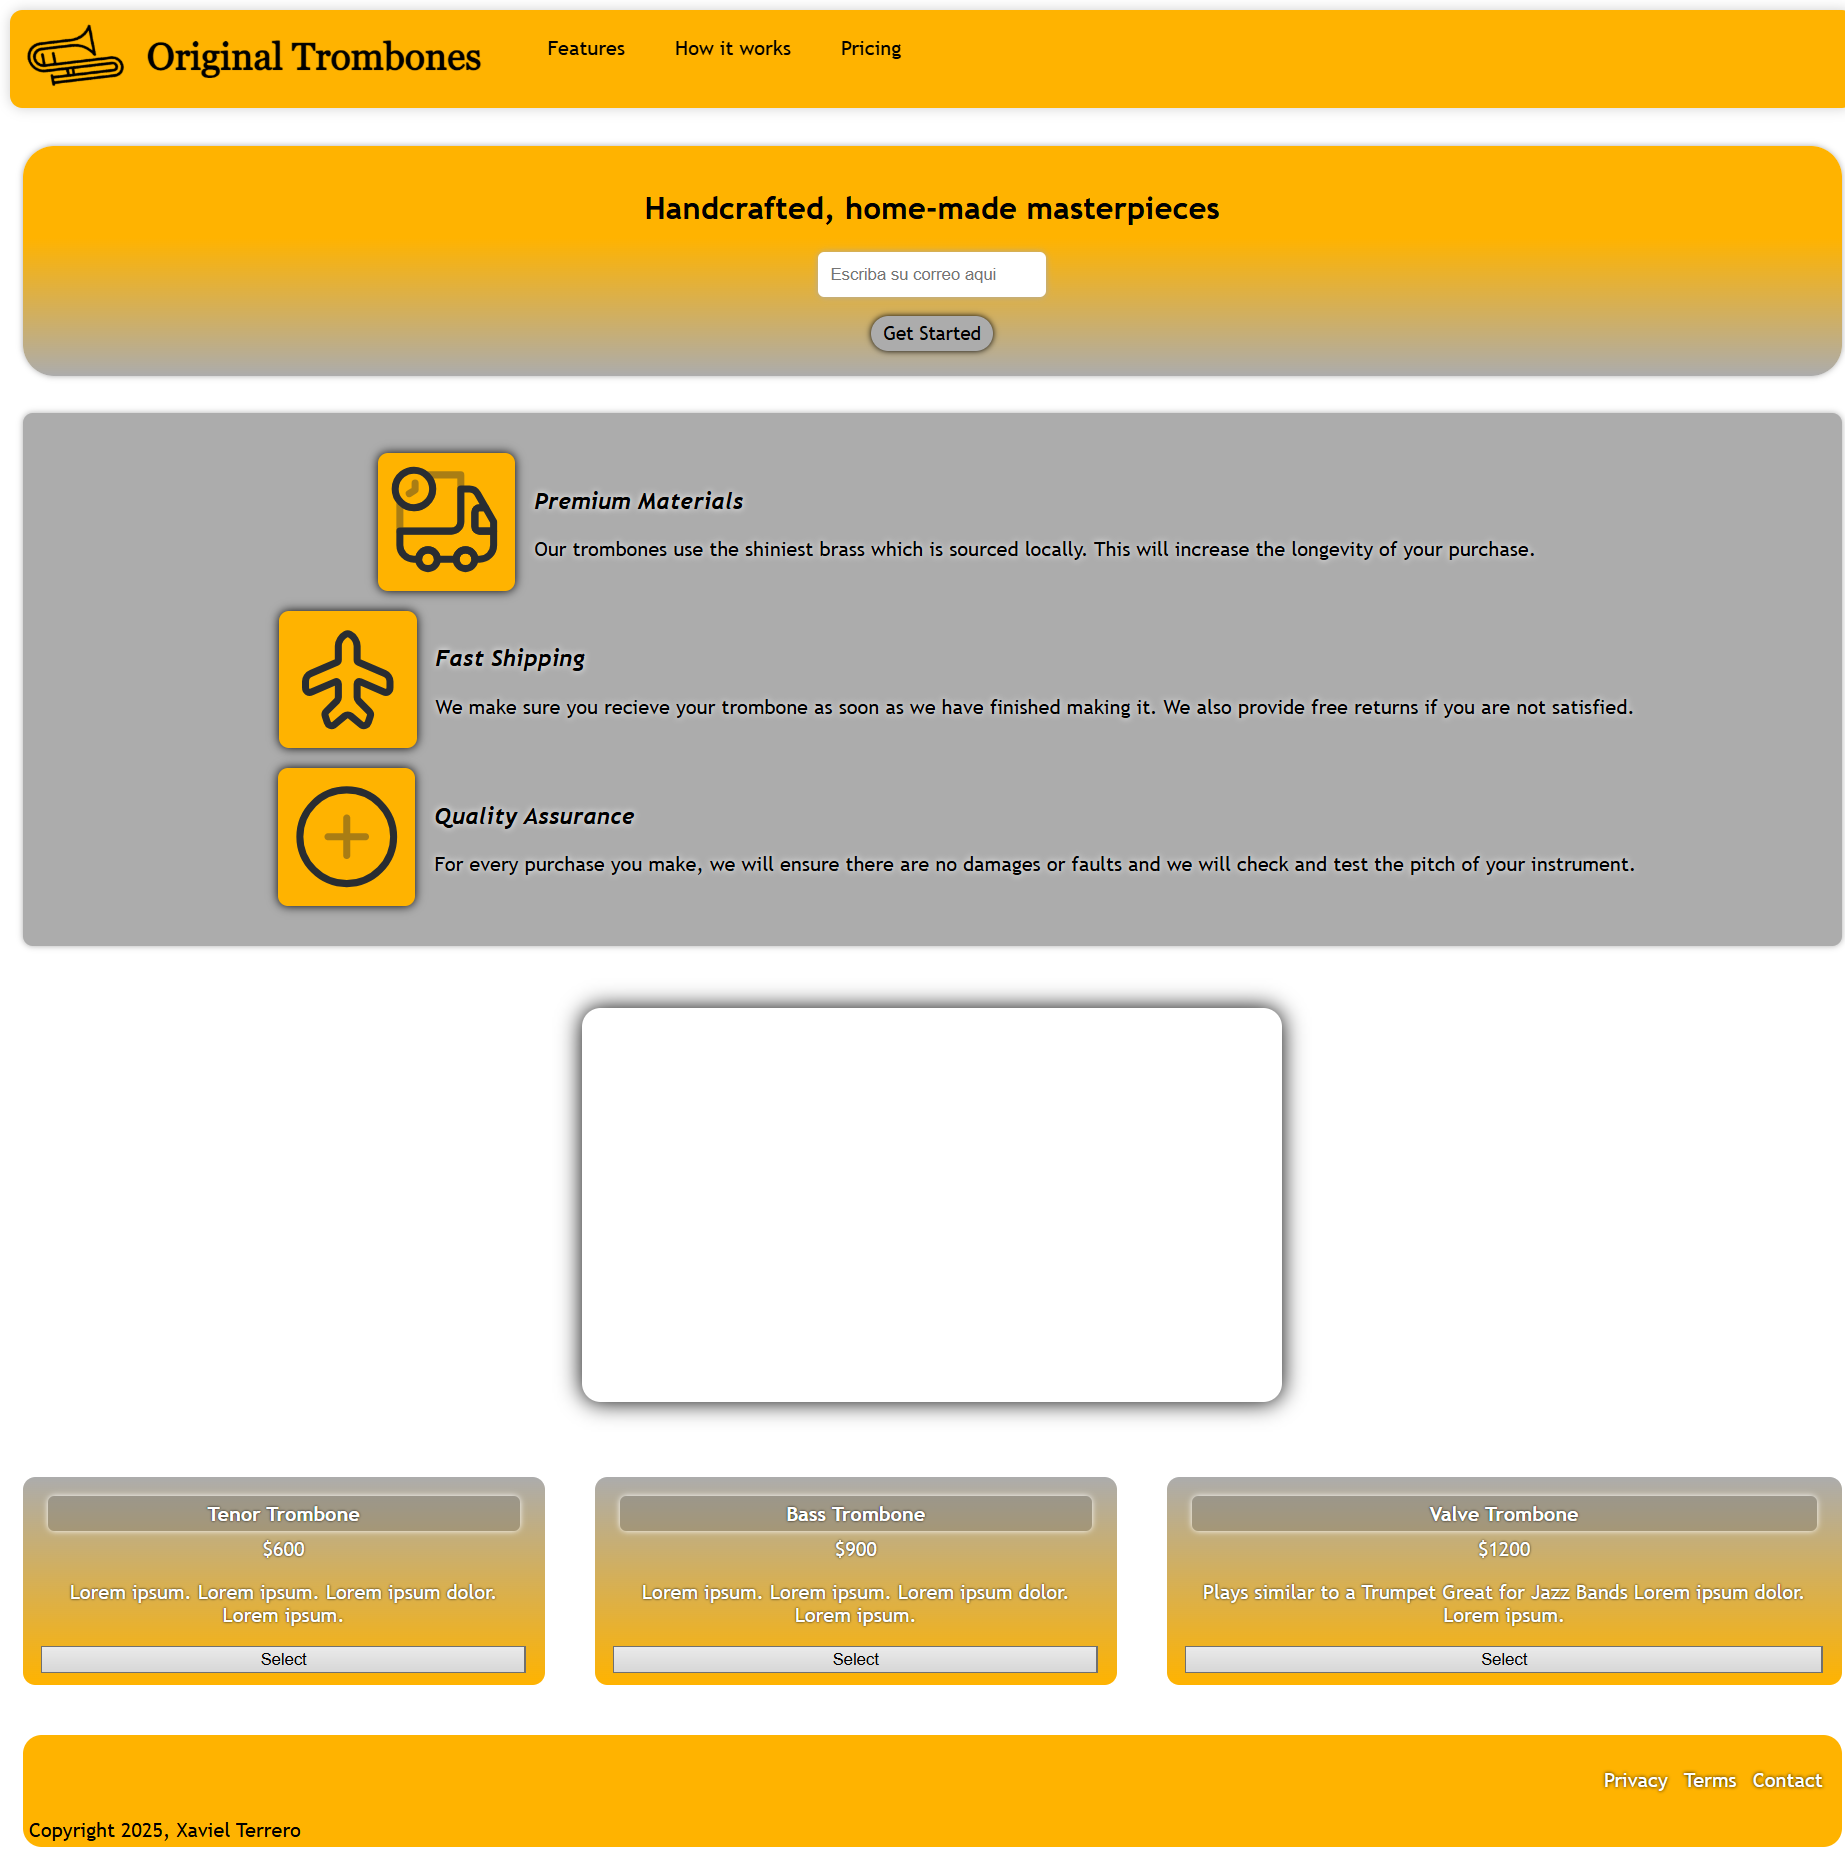 Original Trombones
Features
How it works
Pricing
Handcrafted, home-made masterpieces
Escriba su correo aqui
Get Started
Premium Materials
Our trombones use the shiniest brass which is sourced locally. This will increase the longevity of your purchase.
Fast Shipping
We make sure you recieve your trombone as soon as we have finished making it. We also provide free returns if you are not satisfied.
Quality Assurance
For every purchase you make, we will ensure there are no damages or faults and we will check and test the pitch of your instrument.
Tenor Trombone
$600
Lorem ipsum. Lorem ipsum. Lorem ipsum dolor.
Lorem ipsum.
Select
Bass Trombone
$900
Lorem ipsum. Lorem ipsum. Lorem ipsum dolor.
Lorem ipsum.
Select
Valve Trombone
$1200
Plays similar to a Trumpet Great for Jazz Bands Lorem ipsum dolor.
Lorem ipsum.
Select
Privacy
Terms
Contact
Copyright 2025, Xaviel Terrero